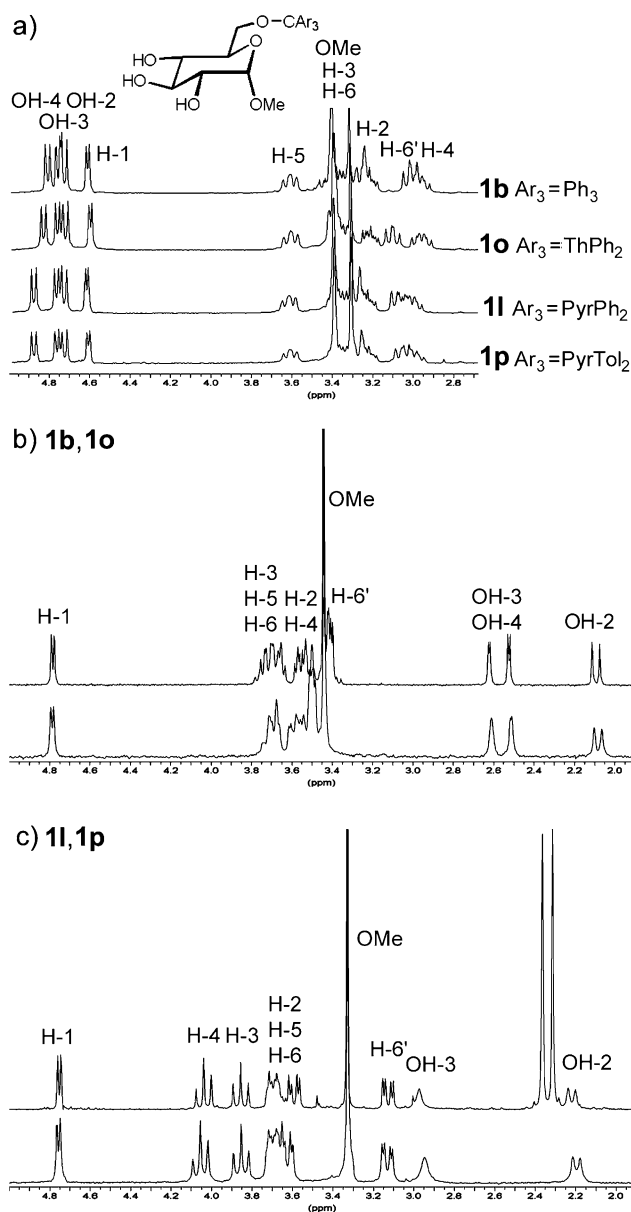 a)
O-CAr₃
HO
O
HO
HO
OMe
OMe
H-3
H-6
OH-4 OH-2
OH-3
H-1
H-5
H-2
H-6' H-4
1b Ar₃=Ph₃
1o Ar₃=ThPh₂
1l Ar₃=PyrPh₂
1p Ar₃=PyrTol₂
4.8 4.6 4.4 4.2 4.0 3.8 3.6 3.4 3.2 3.0 2.8
(ppm)
b) 1b,1o
OMe
H-3
H-5 H-2
H-6 H-4
H-6'
H-1
OH-3
OH-4
OH-2
4.8 4.6 4.4 4.2 4.0 3.8 3.6 3.4 3.2 3.0 2.8 2.6 2.4 2.2 2.0
(ppm)
c) 1l,1p
OMe
H-2
H-5
H-6
H-1
H-4 H-3
H-6'
OH-3
OH-2
4.8 4.6 4.4 4.2 4.0 3.8 3.6 3.4 3.2 3.0 2.8 2.6 2.4 2.2 2.0
(ppm)